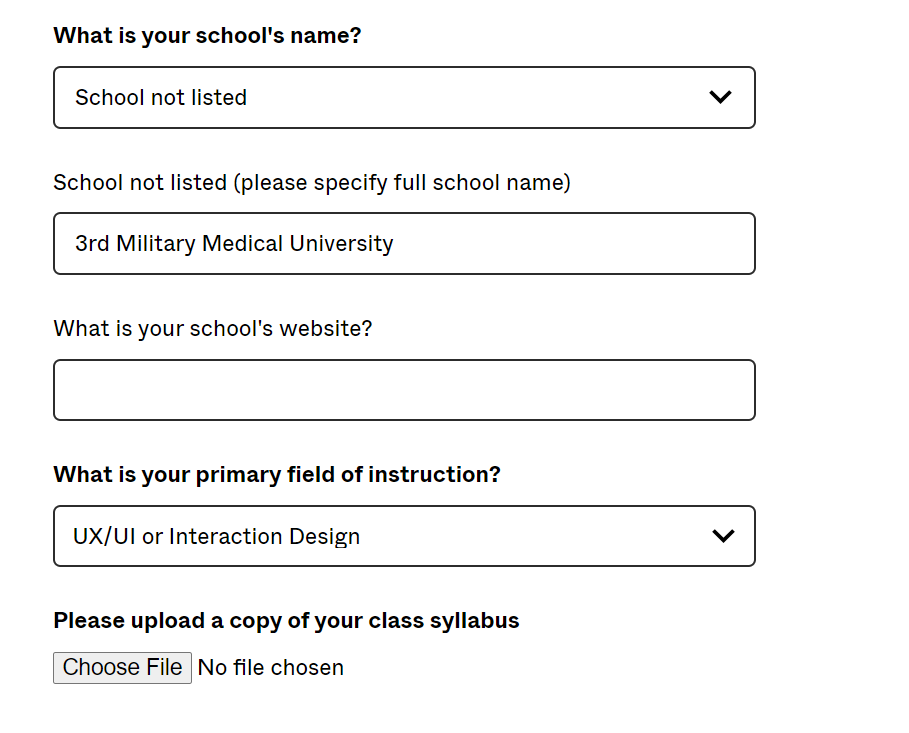 What is your school's name?
School not listed
School not listed (please specify full school name)
3rd Military Medical University
What is your school's website?
What is your primary field of instruction?
UX/UI or Interaction Design
Please upload a copy of your class syllabus
Choose File No file chosen